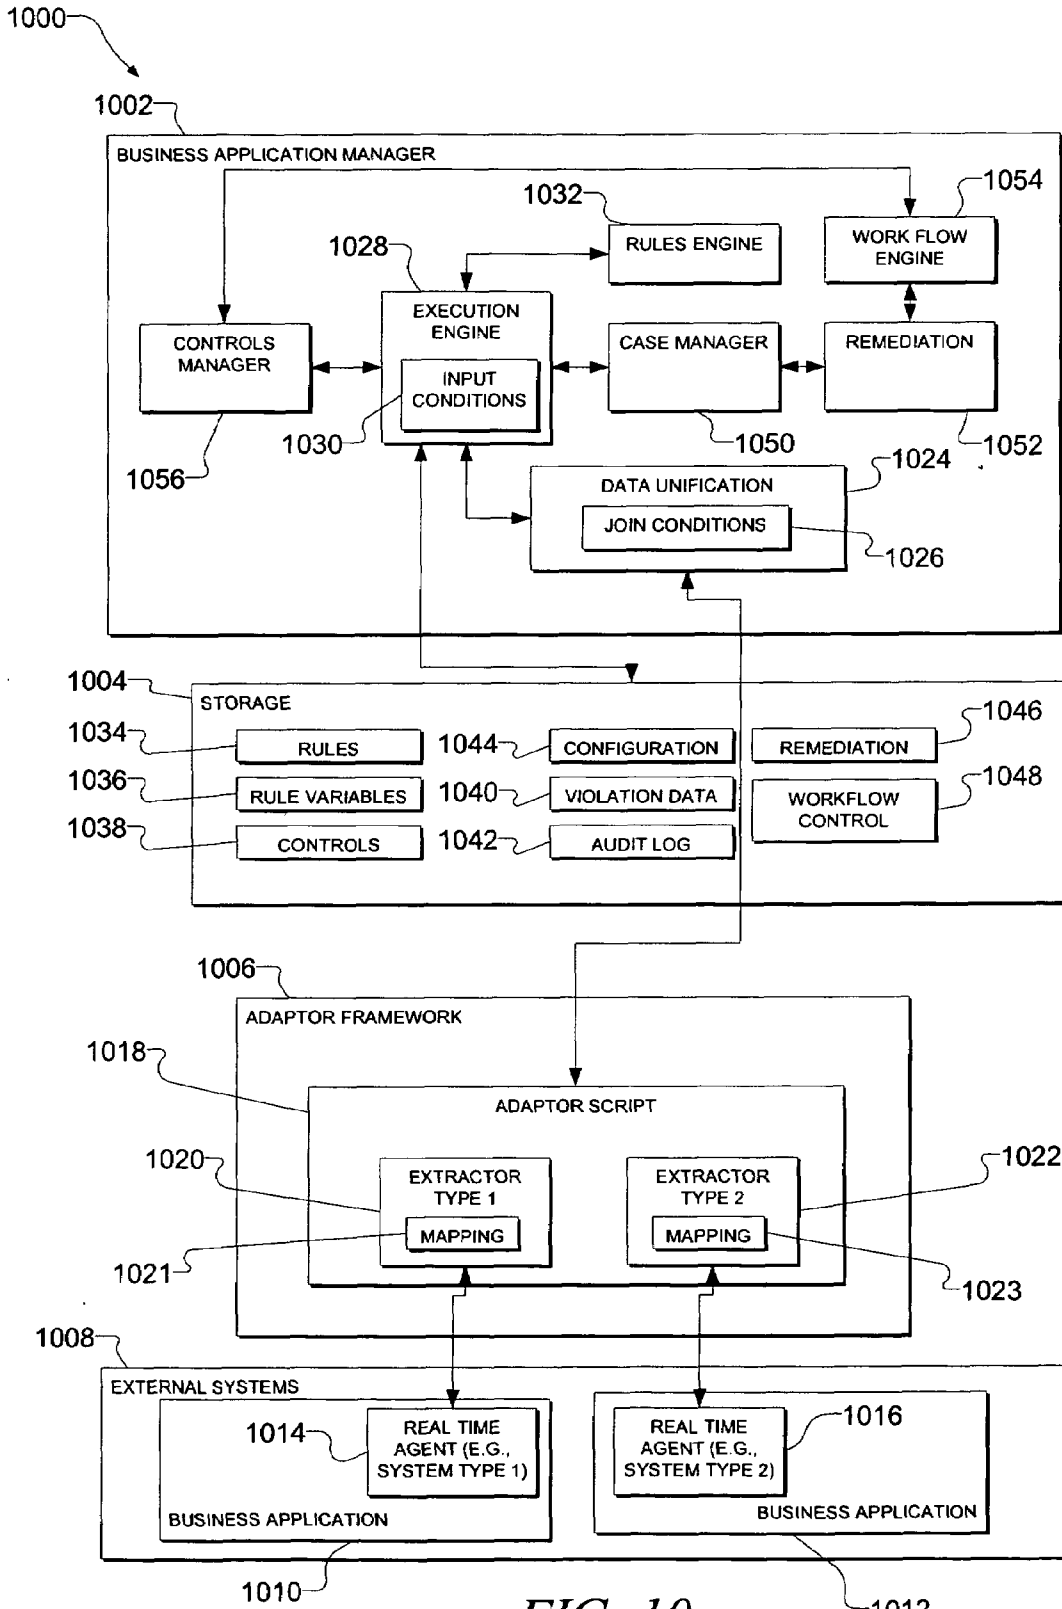 1000
1002
BUSINESS APPLICATION MANAGER
1054
1032
1028
RULES ENGINE
WORK FLOW
ENGINE
EXECUTION
ENGINE
CONTROLS
MANAGER
CASE MANAGER
REMEDIATION
INPUT
CONDITIONS
1030
1050
1052
1056
1024
DATA UNIFICATION
JOIN CONDITIONS
1026
1004
STORAGE
1034
RULES
1044
CONFIGURATION
REMEDIATION
1046
1036
RULE VARIABLES
1040
VIOLATION DATA
WORKFLOW
CONTROL
1048
1038
CONTROLS
1042
AUDIT LOG
1006
ADAPTOR FRAMEWORK
1018
ADAPTOR SCRIPT
1020
EXTRACTOR
TYPE 1
MAPPING
1021
EXTRACTOR
TYPE 2
MAPPING
1022
1023
1008
EXTERNAL SYSTEMS
1014
REAL TIME
AGENT (E.G.,
SYSTEM TYPE 1)
BUSINESS APPLICATION
1010
REAL TIME
AGENT (E.G.,
SYSTEM TYPE 2)
1016
BUSINESS APPLICATION
1012
FIG. 10